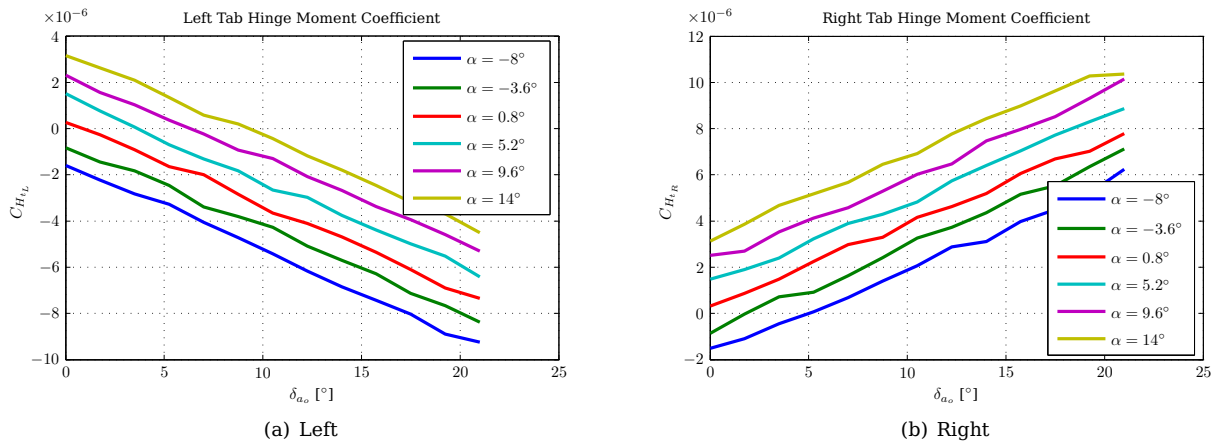 Left Tab Hinge Moment Coefficient
×10−6
4
2
0
−2
−4
−6
−8
−10
0 5 10 15 20 25
C_{H_{t_L}}
δ_{a_o} [°]
α = −8°
α = −3.6°
α = 0.8°
α = 5.2°
α = 9.6°
α = 14°
(a) Left
Right Tab Hinge Moment Coefficient
×10−6
12
10
8
6
4
2
0
−2
0 5 10 15 20 25
C_{H_{t_R}}
δ_{a_o} [°]
α = −8°
α = −3.6°
α = 0.8°
α = 5.2°
α = 9.6°
α = 14°
(b) Right